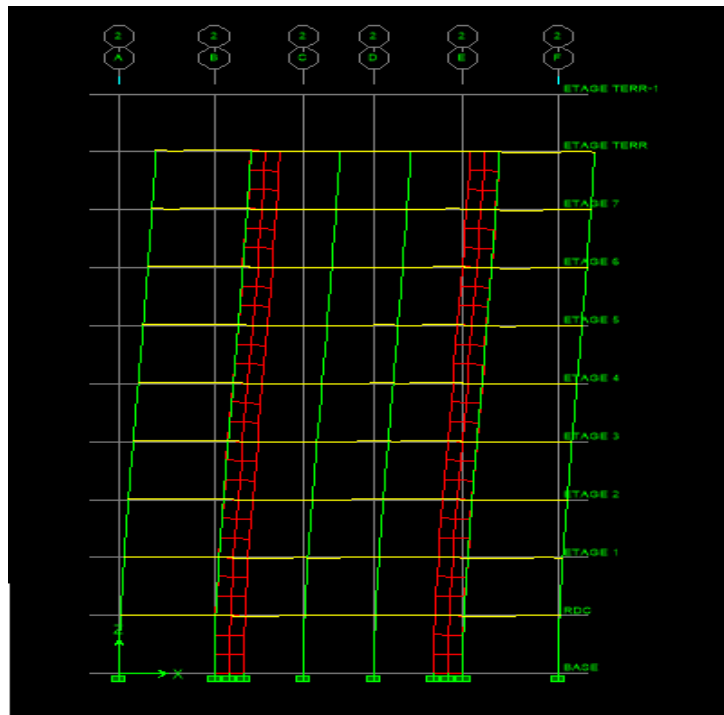 2 2 2 2 2 2
A B C D E F
ETAGE TERR-1
ETAGE TERR
ETAGE 7
ETAGE 6
ETAGE 5
ETAGE 4
ETAGE 3
ETAGE 2
ETAGE 1
RDC
Z
X
BASE